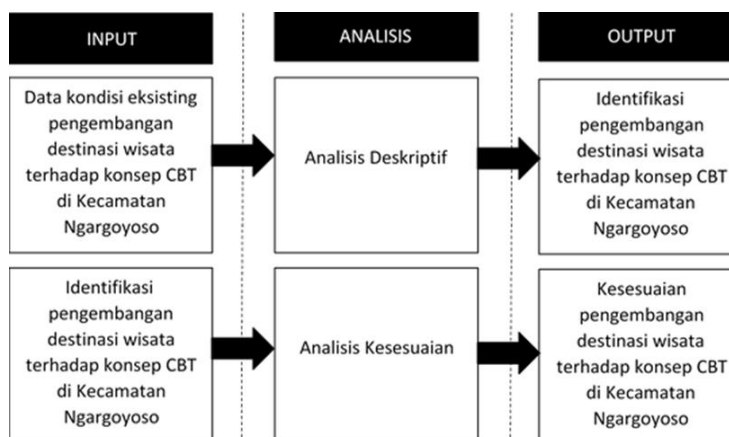 INPUT
ANALISIS
OUTPUT
Data kondisi eksisting
pengembangan
destinasi wisata
terhadap konsep CBT
di Kecamatan
Ngargoyoso
Analisis Deskriptif
Identifikasi
pengembangan
destinasi wisata
terhadap konsep CBT
di Kecamatan
Ngargoyoso
Identifikasi
pengembangan
destinasi wisata
terhadap konsep CBT
di Kecamatan
Ngargoyoso
Analisis Kesesuaian
Kesesuaian
pengembangan
destinasi wisata
terhadap konsep CBT
di Kecamatan
Ngargoyoso